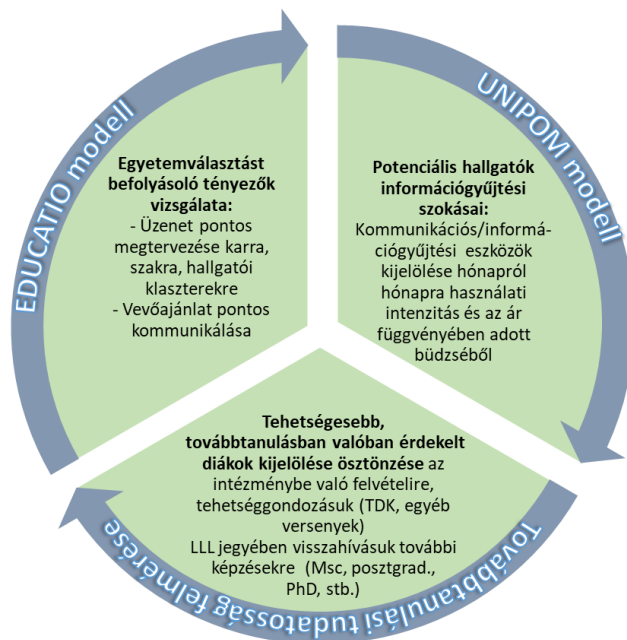 EDUCATIO modell
Egyetemválasztást
befolyásoló tényezők
vizsgálata:
- Üzenet pontos
megtervezése karra,
szakra, hallgatói
klaszterekre
- Vevőajánlat pontos
kommunikálása
UNIPOM modell
Potenciális hallgatók
információgyűjtési
szokásai:
Kommunikációs/informá-
ciógyűjtési eszközök
kijelölése hónapról
hónapra használati
intenzitás és az ár
függvényében adott
büdzséből
Tehetségesebb,
továbbtanulásban valóban érdekelt
diákok kijelölése ösztönzése az
intézménybe való felvételire,
tehetséggondozásuk (TDK, egyéb
versenyek)
LLL jegyében visszahívásuk további
képzésekre (Msc, posztgrad.,
PhD, stb.)
Továbbtanulási tudatosság felmérése